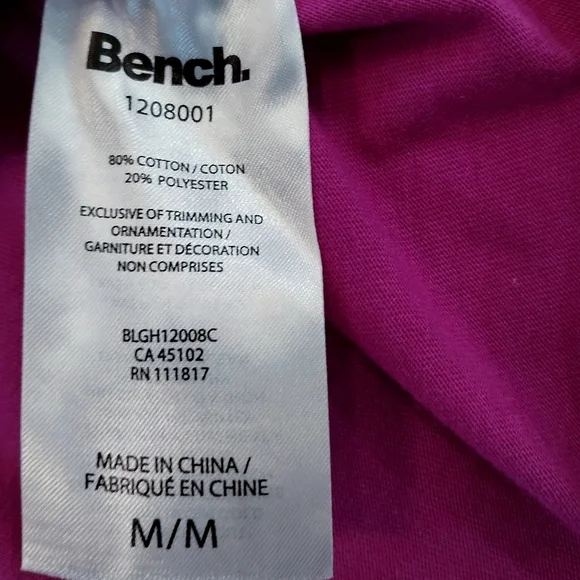 Bench.
1208001
80% COTTON / COTON
20% POLYESTER
EXCLUSIVE OF TRIMMING AND
ORNAMENTATION /
GARNITURE ET DÉCORATION
NON COMPRISES
BLGH12008C
CA 45102
RN 111817
MADE IN CHINA /
FABRIQUÉ EN CHINE
M/M